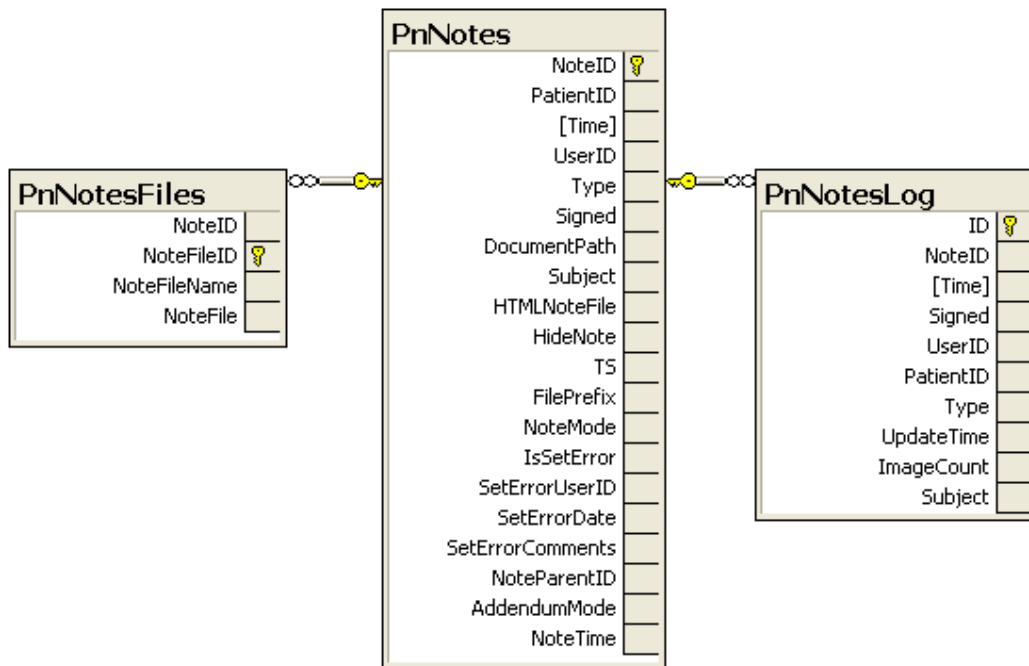 PnNotes
NoteID
PatientID
[Time]
UserID
Type
Signed
DocumentPath
Subject
HTMLNoteFile
HideNote
TS
FilePrefix
NoteMode
IsSetError
SetErrorUserID
SetErrorDate
SetErrorComments
NoteParentID
AddendumMode
NoteTime
PnNotesFiles
NoteID
NoteFileID
NoteFileName
NoteFile
PnNotesLog
ID
NoteID
[Time]
Signed
UserID
PatientID
Type
UpdateTime
ImageCount
Subject